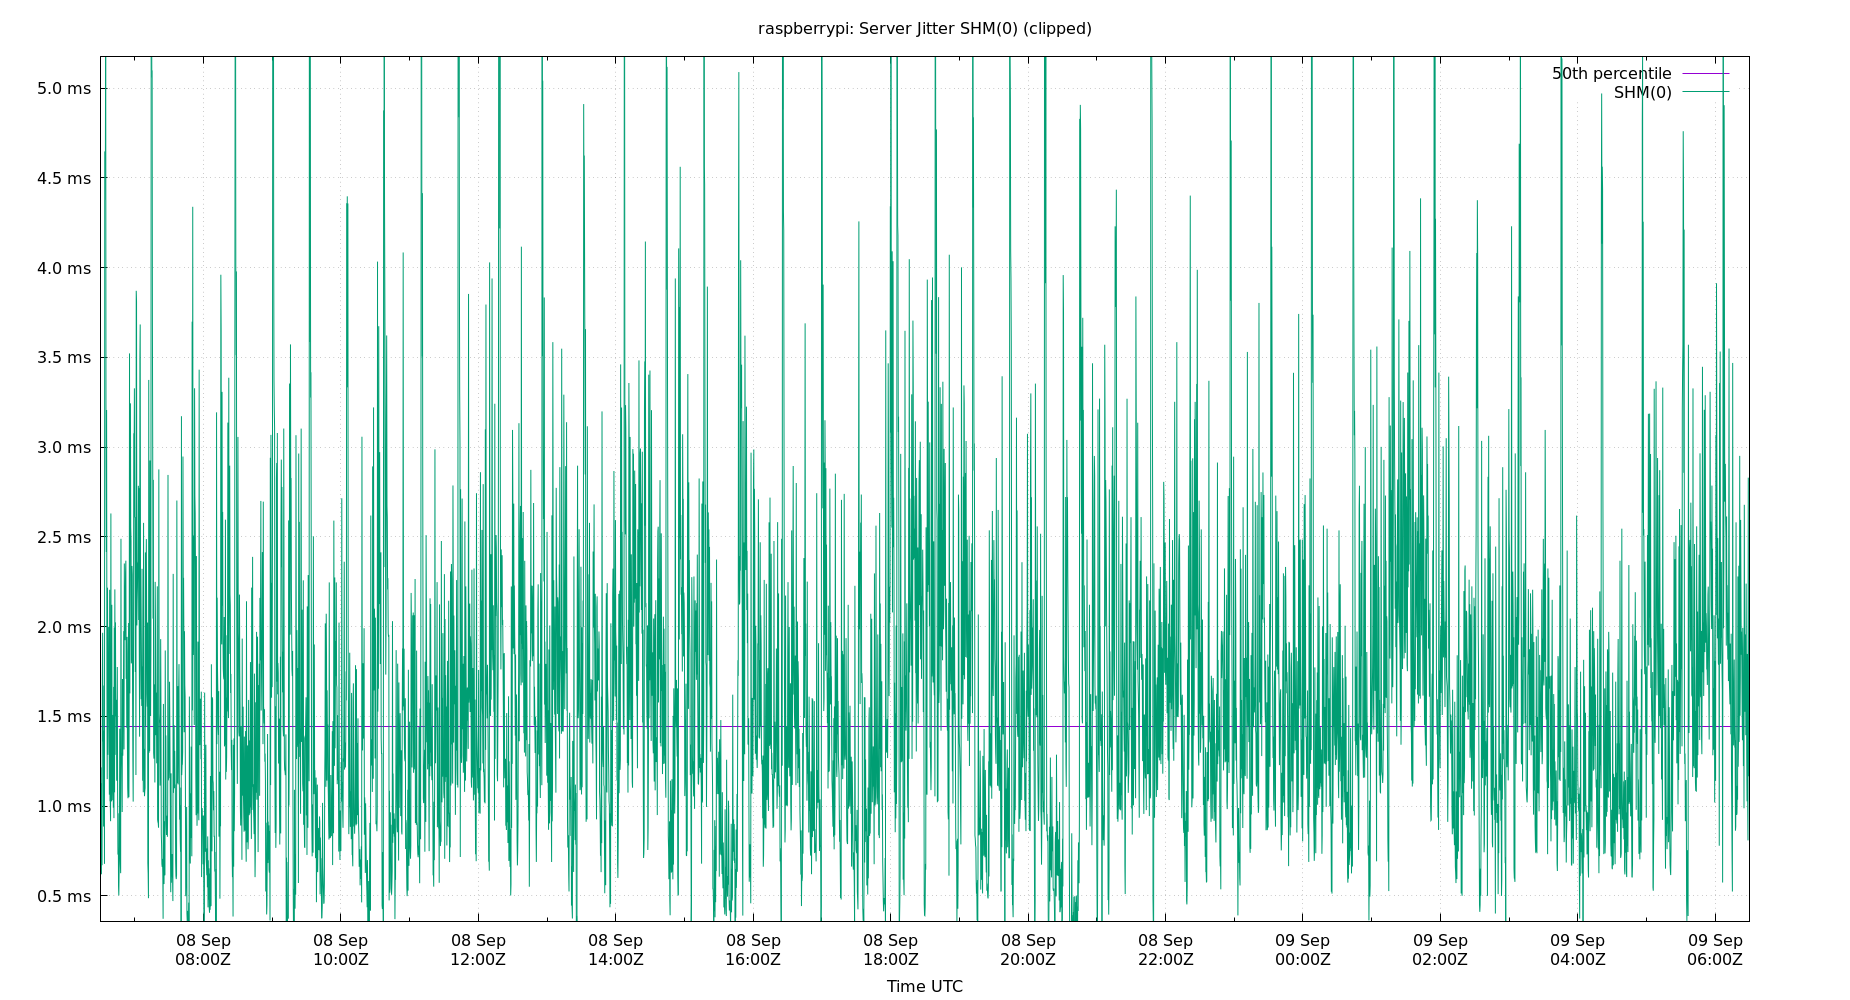 raspberrypi: Server Jitter SHM(0) (clipped)
50th percentile
SHM(0)
5.0 ms
4.5 ms
4.0 ms
3.5 ms
3.0 ms
2.5 ms
2.0 ms
1.5 ms
1.0 ms
0.5 ms
08 Sep 08 Sep 08 Sep 08 Sep 08 Sep 08 Sep 08 Sep 08 Sep 09 Sep 09 Sep 09 Sep 09 Sep
08:00Z 10:00Z 12:00Z 14:00Z 16:00Z 18:00Z 20:00Z 22:00Z 00:00Z 02:00Z 04:00Z 06:00Z
Time UTC